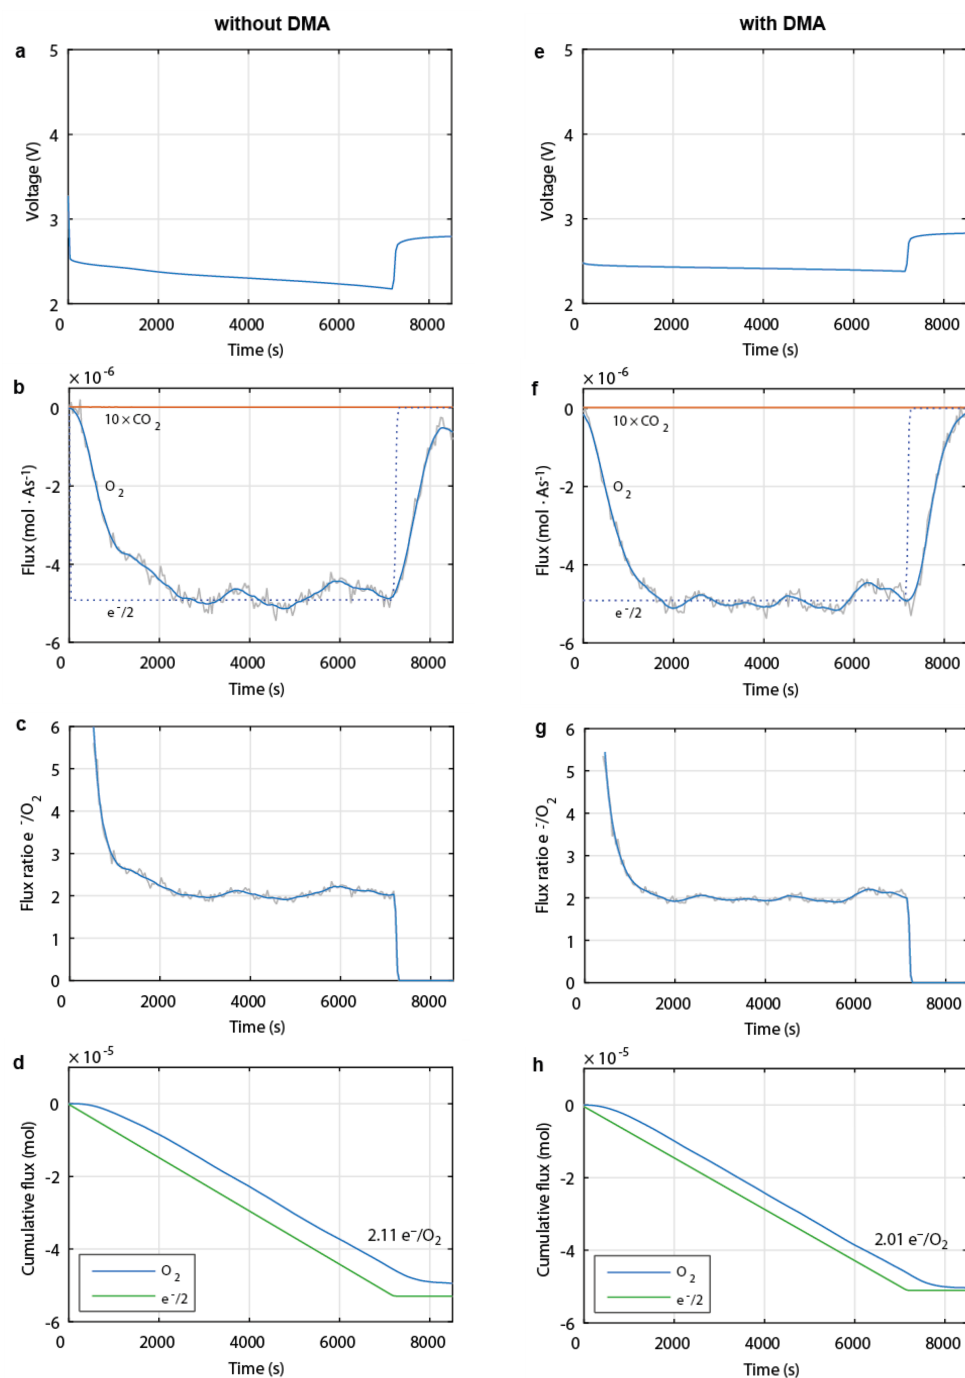 without DMA
with DMA
a
5
4
3
2
Voltage (V)
0
2000
4000
6000
8000
Time (s)
e
5
4
3
2
Voltage (V)
0
2000
4000
6000
8000
Time (s)
b
× 10⁻⁶
0
-2
-4
-6
Flux (mol · As⁻¹)
10 × CO₂
O₂
e⁻/2
0
2000
4000
6000
8000
Time (s)
f
× 10⁻⁶
0
-2
-4
-6
Flux (mol · As⁻¹)
10 × CO₂
O₂
e⁻/2
0
2000
4000
6000
8000
Time (s)
c
6
5
4
3
2
1
0
Flux ratio e⁻/O₂
0
2000
4000
6000
8000
Time (s)
g
6
5
4
3
2
1
0
Flux ratio e⁻/O₂
0
2000
4000
6000
8000
Time (s)
d
× 10⁻⁵
0
-2
-4
-6
Cumulative flux (mol)
2.11 e⁻/O₂
O₂
e⁻/2
0
2000
4000
6000
8000
Time (s)
h
× 10⁻⁵
0
-2
-4
-6
Cumulative flux (mol)
2.01 e⁻/O₂
O₂
e⁻/2
0
2000
4000
6000
8000
Time (s)